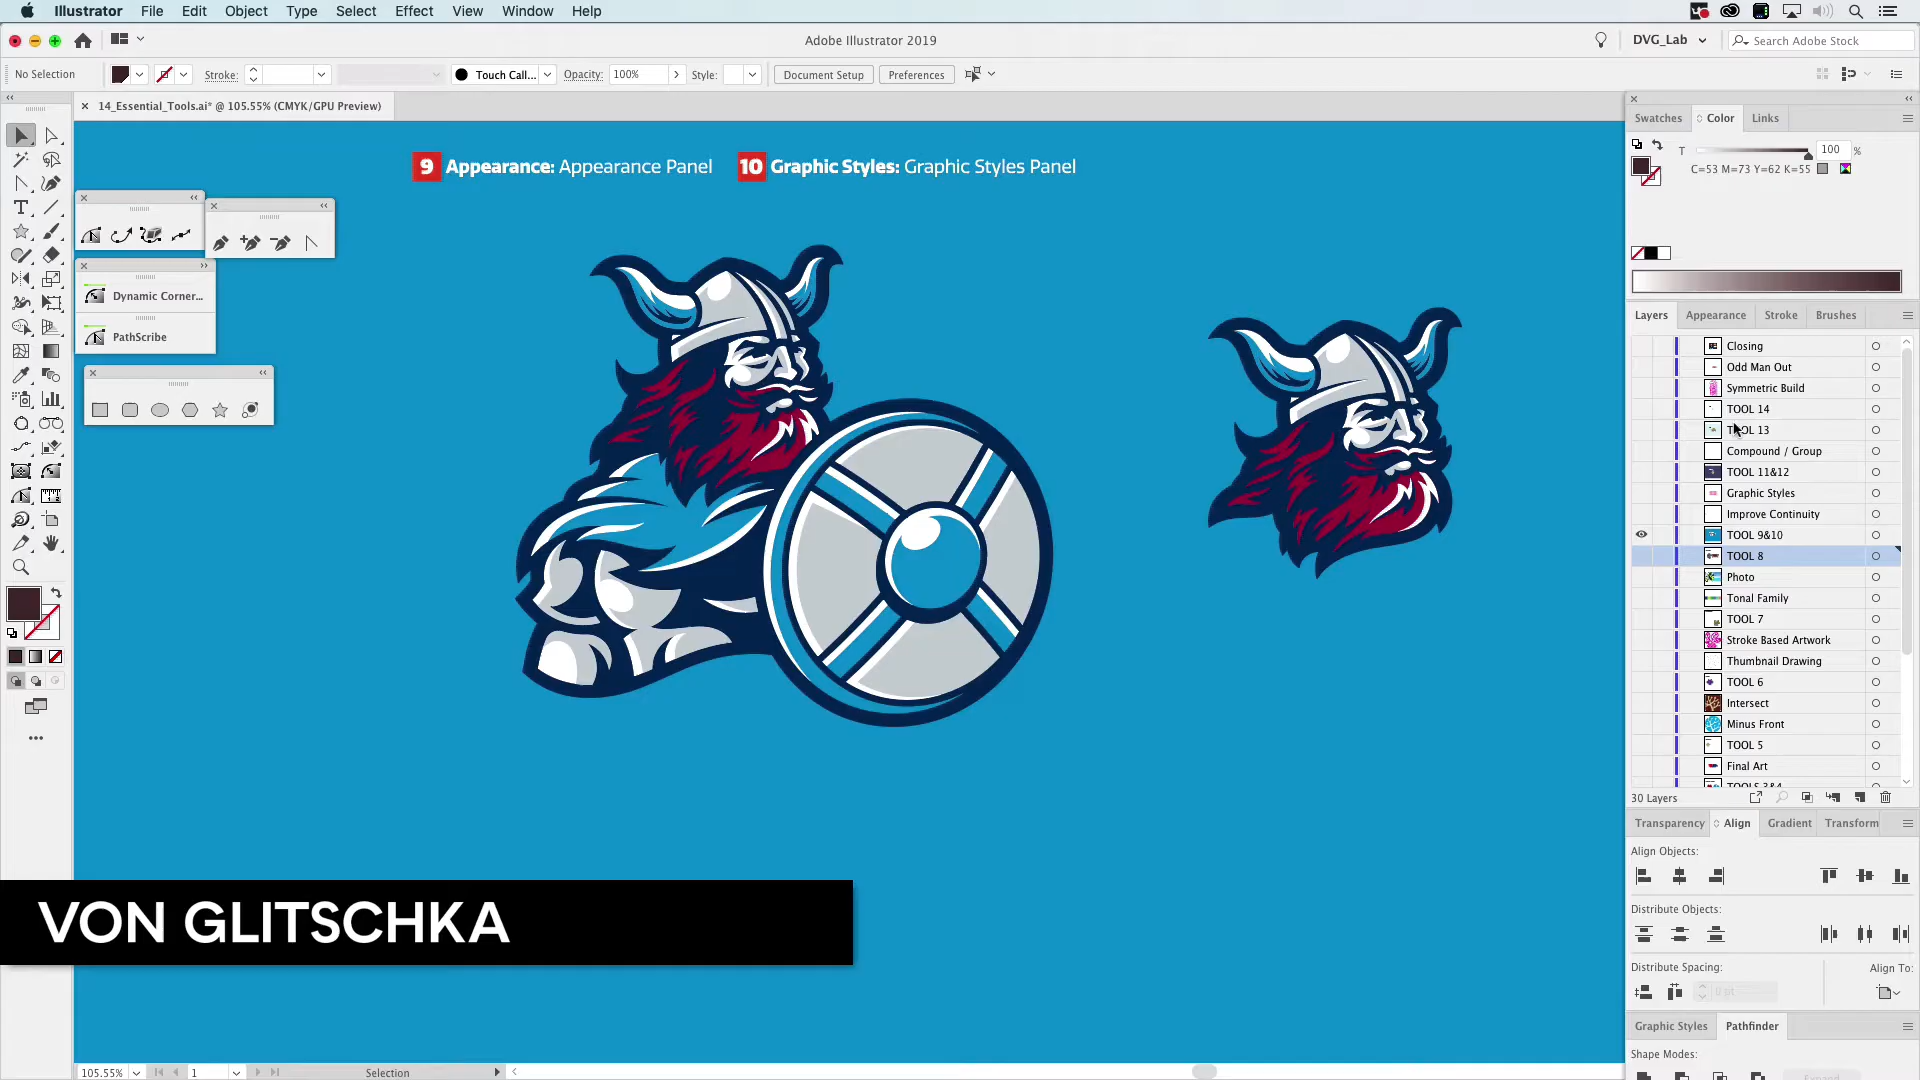 Illustrator File Edit Object Type Select Effect View Window Help
Adobe Illustrator 2019
DVG_Lab
Search Adobe Stock
No Selection
Stroke:
Touch Call...
Opacity: 100%
Style:
Document Setup
Preferences
14_Essential_Tools.ai* @ 105.55% (CMYK/GPU Preview)
9 Appearance: Appearance Panel
10 Graphic Styles: Graphic Styles Panel
Dynamic Corner...
PathScribe
Swatches
Color
Links
T
100 %
C=53 M=73 Y=62 K=55
Layers
Appearance
Stroke
Brushes
Closing
Odd Man Out
Symmetric Build
TOOL 14
TOOL 13
Compound / Group
TOOL 11&12
Graphic Styles
Improve Continuity
TOOL 9&10
TOOL 8
Photo
Tonal Family
TOOL 7
Stroke Based Artwork
Thumbnail Drawing
TOOL 6
Intersect
Minus Front
TOOL 5
Final Art
TOOLS 3&4
30 Layers
Transparency
Align
Gradient
Transform
Align Objects:
Distribute Objects:
Distribute Spacing:
Align To:
0 pt
Graphic Styles
Pathfinder
Shape Modes:
Expand
VON GLITSCHKA
105.55%
1
Selection